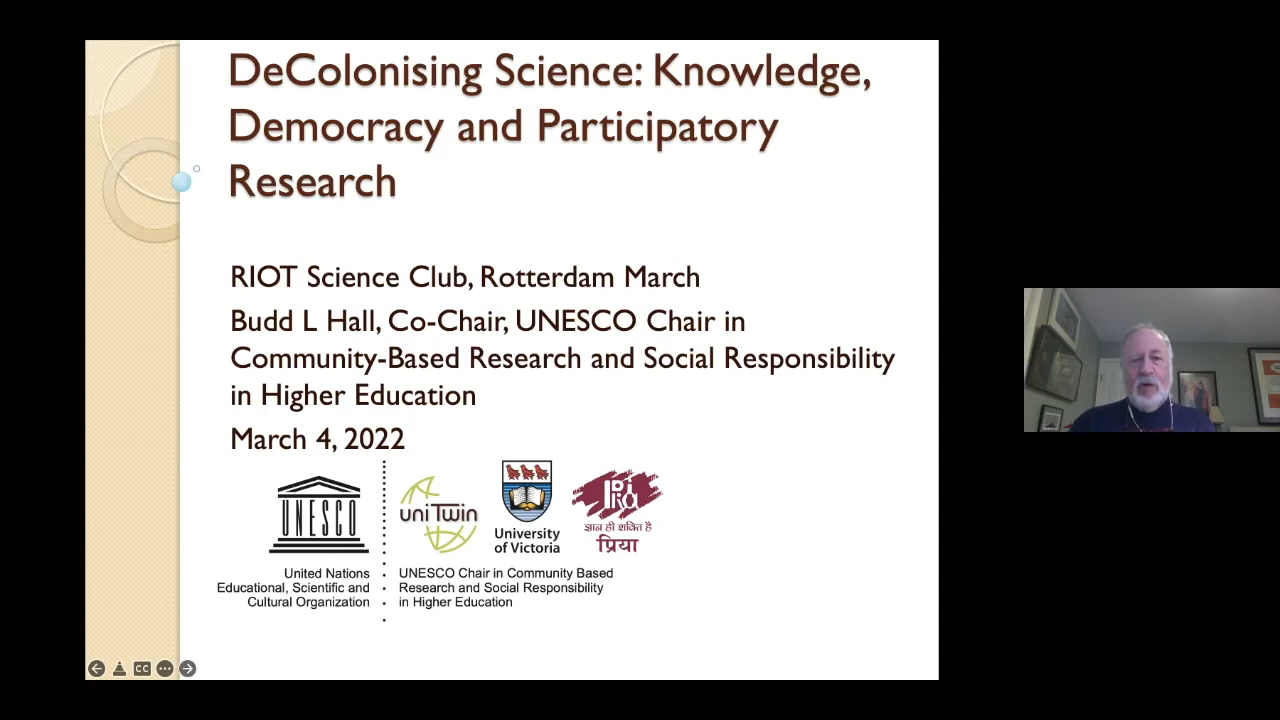 DeColonising Science: Knowledge,
Democracy and Participatory
Research
RIOT Science Club, Rotterdam March
Budd L Hall, Co-Chair, UNESCO Chair in
Community-Based Research and Social Responsibility
in Higher Education
March 4, 2022
UNESCO
uniTwin
University
of Victoria
PRiA
ज्ञान ही शक्ति है
प्रिया
United Nations
Educational, Scientific and
Cultural Organization
UNESCO Chair in Community Based
Research and Social Responsibility
in Higher Education
CC